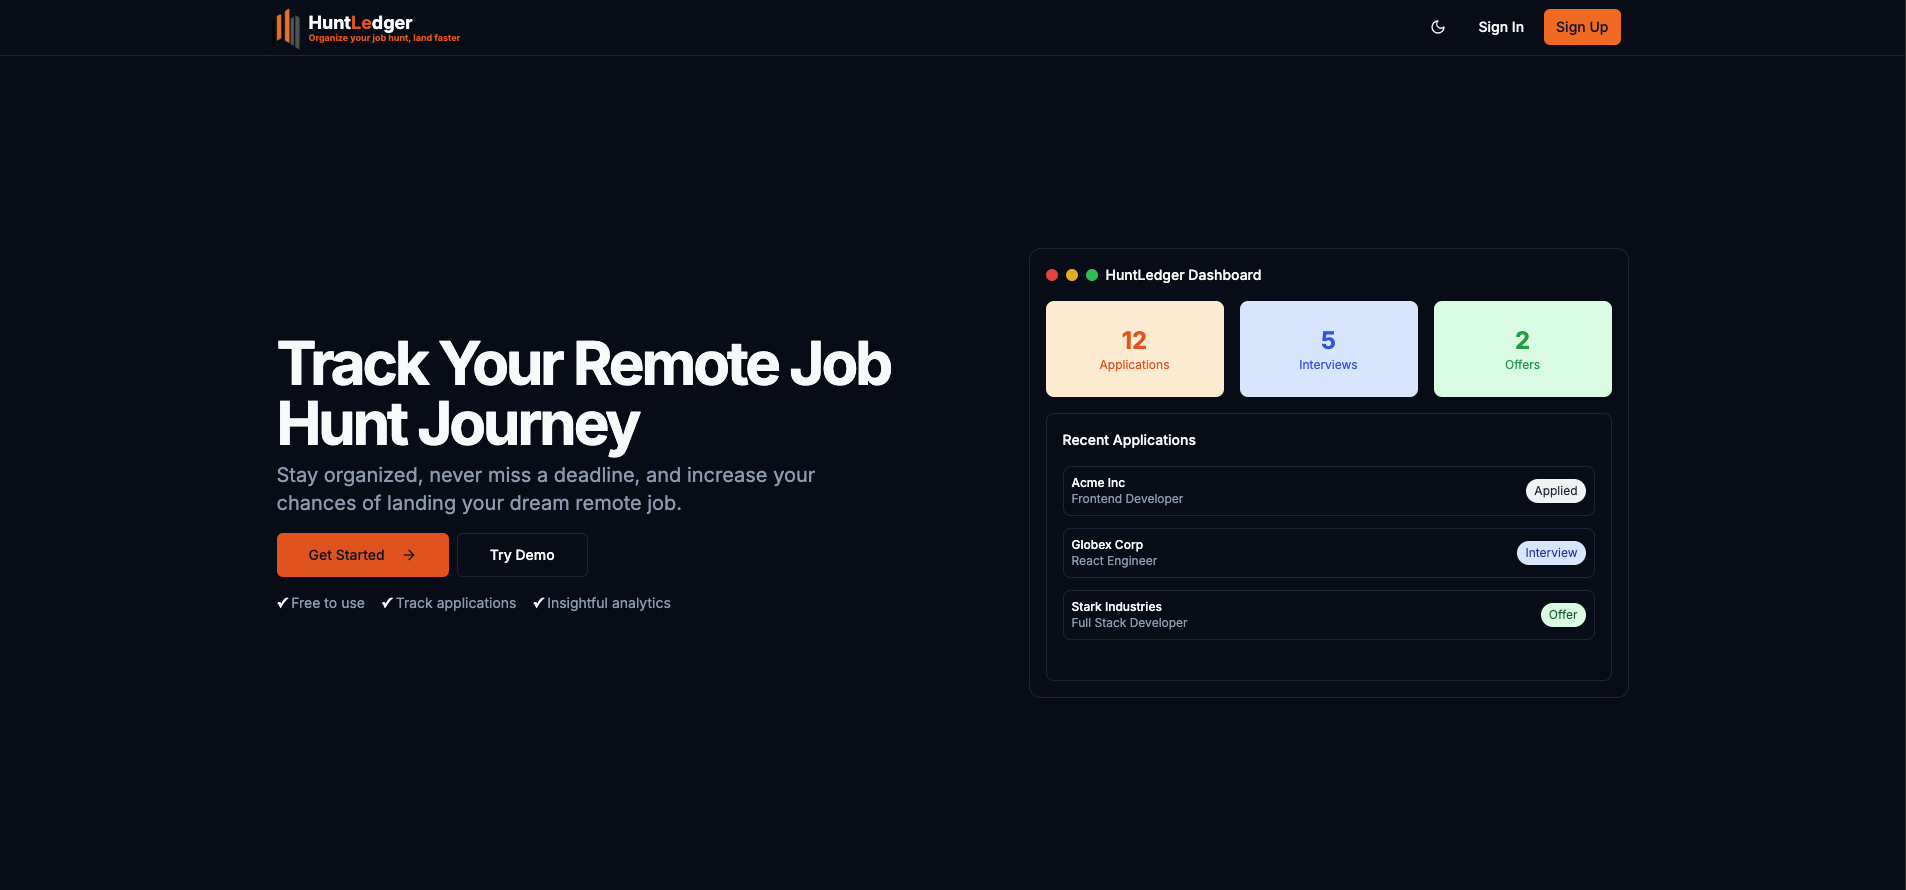 HuntLedger
Organize your job hunt, land faster
Sign In
Sign Up
Track Your Remote Job
Hunt Journey
Stay organized, never miss a deadline, and increase your
chances of landing your dream remote job.
Get Started →
Try Demo
✔ Free to use ✔ Track applications ✔ Insightful analytics
HuntLedger Dashboard
12
Applications
5
Interviews
2
Offers
Recent Applications
Acme Inc
Frontend Developer
Applied
Globex Corp
React Engineer
Interview
Stark Industries
Full Stack Developer
Offer